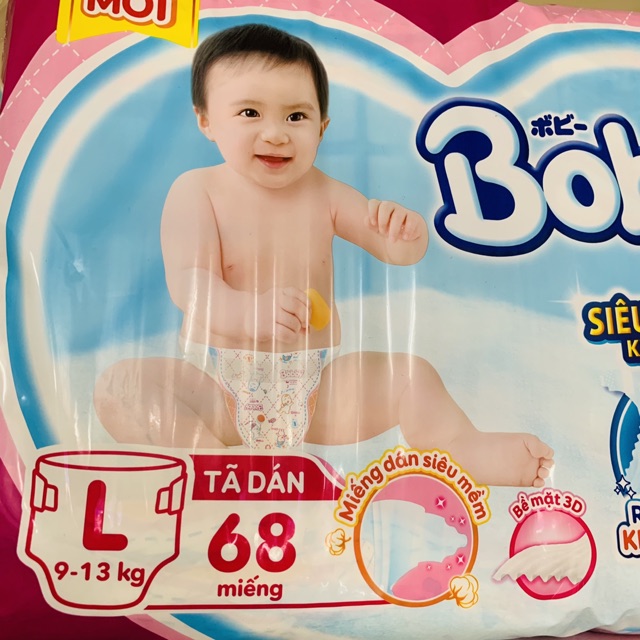 MỚI
ボビー
Bob
SIÊU
K
L
9-13 kg
TÃ DÁN
68
miếng
Miếng dán siêu mềm
Bề mặt 3D